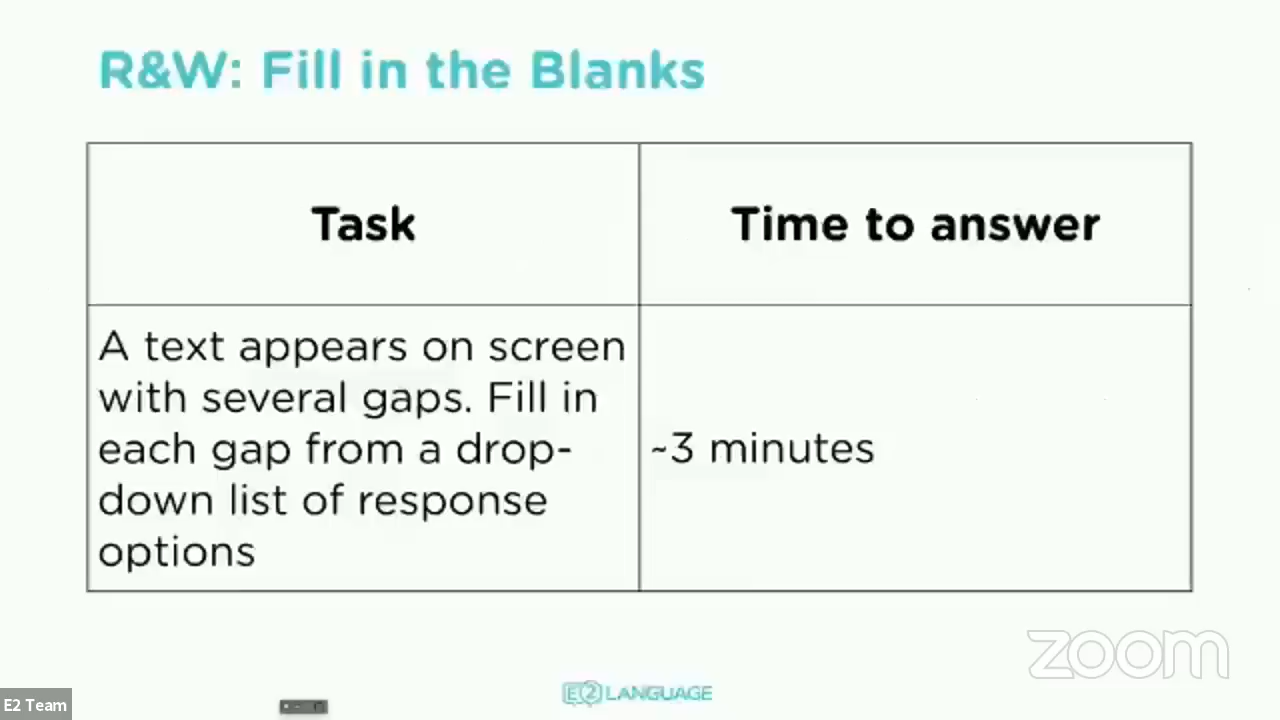 R&W: Fill in the Blanks
Task
Time to answer
A text appears on screen
with several gaps. Fill in
each gap from a drop-
down list of response
options
~3 minutes
zoom
E2 LANGUAGE
E2 Team